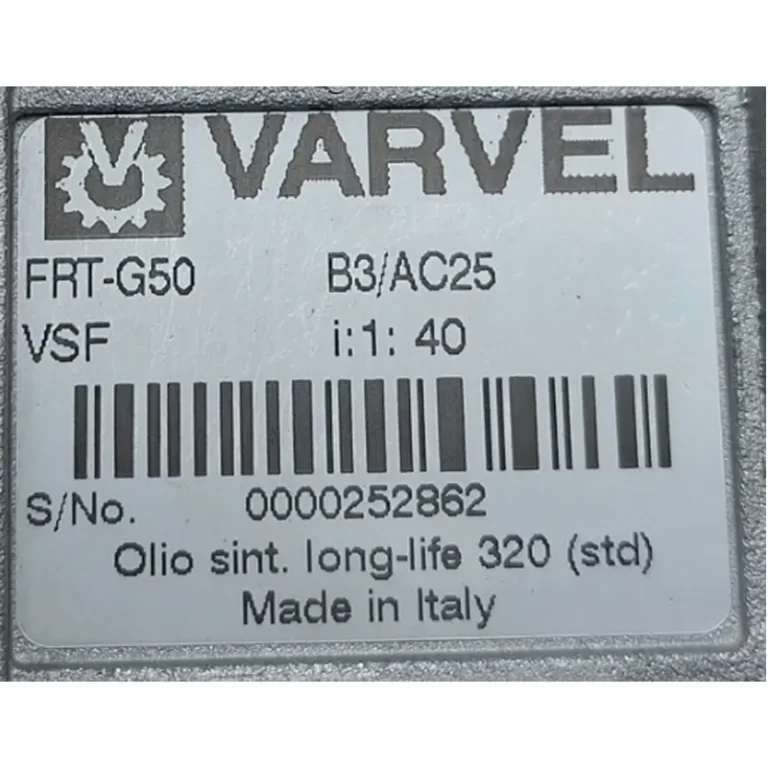 VARVEL
FRT-G50 B3/AC25
VSF i:1: 40
S/No. 0000252862
Olio sint. long-life 320 (std)
Made in Italy